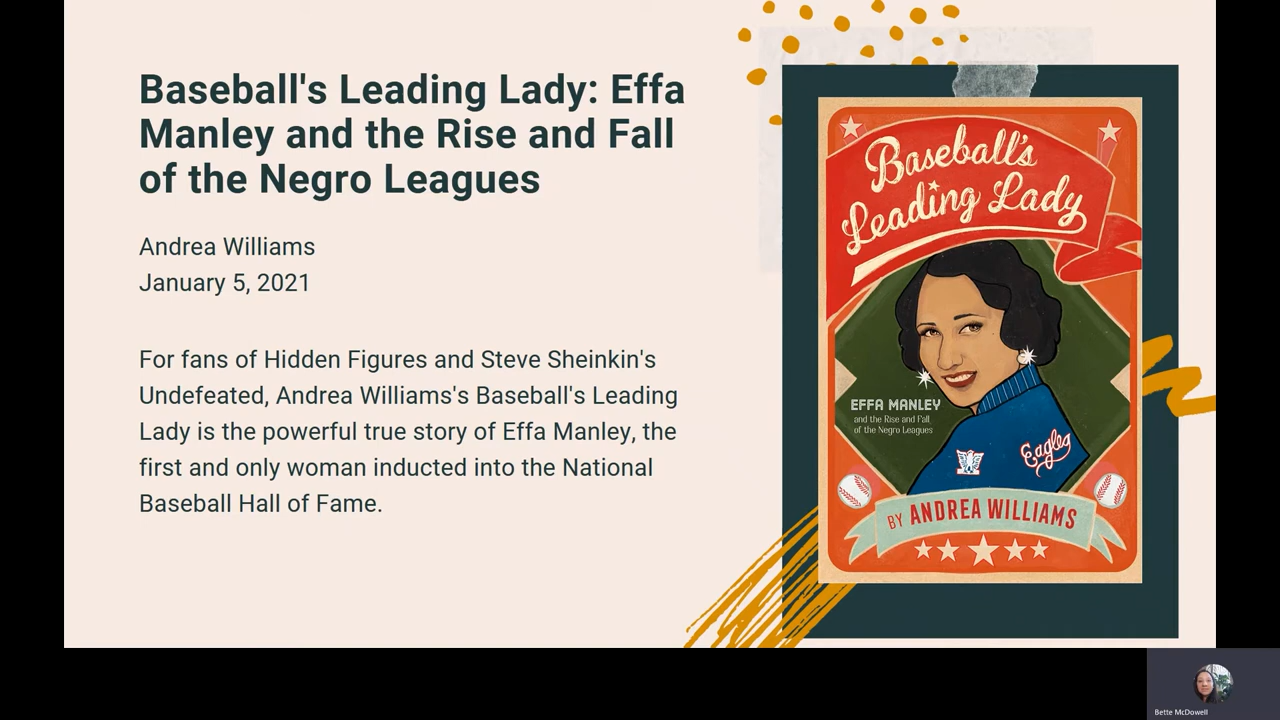 Baseball's Leading Lady: Effa
Manley and the Rise and Fall
of the Negro Leagues
Andrea Williams
January 5, 2021
For fans of Hidden Figures and Steve Sheinkin's
Undefeated, Andrea Williams's Baseball's Leading
Lady is the powerful true story of Effa Manley, the
first and only woman inducted into the National
Baseball Hall of Fame.
Baseball's
Leading Lady
EFFA MANLEY
and the Rise and Fall
of the Negro Leagues
Eagles
BY ANDREA WILLIAMS
Bette McDowell